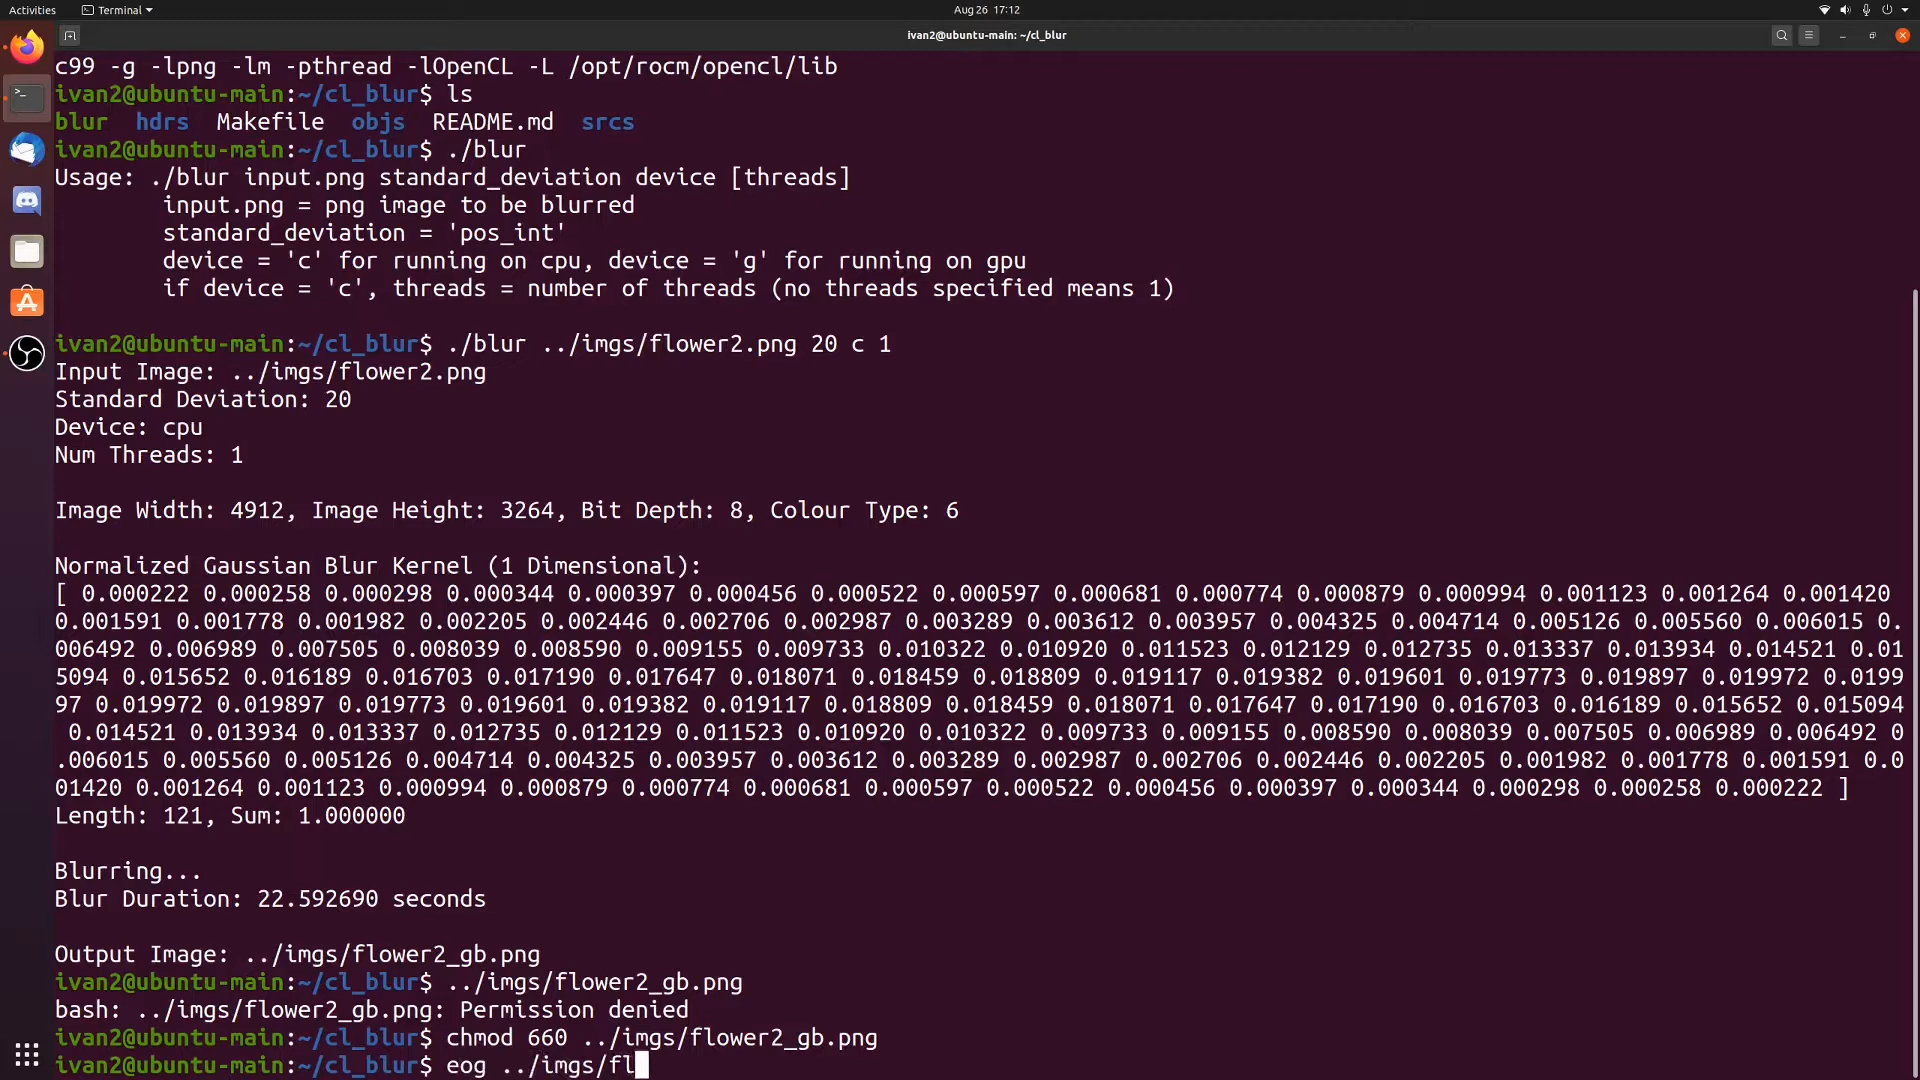 Activities
Terminal
Aug 26 17:12
ivan2@ubuntu-main: ~/cl_blur
c99 -g -lpng -lm -pthread -lOpenCL -L /opt/rocm/opencl/lib
ivan2@ubuntu-main:~/cl_blur$ ls
blur hdrs Makefile objs README.md srcs
ivan2@ubuntu-main:~/cl_blur$ ./blur
Usage: ./blur input.png standard_deviation device [threads]
input.png = png image to be blurred
standard_deviation = 'pos_int'
device = 'c' for running on cpu, device = 'g' for running on gpu
if device = 'c', threads = number of threads (no threads specified means 1)
ivan2@ubuntu-main:~/cl_blur$ ./blur ../imgs/flower2.png 20 c 1
Input Image: ../imgs/flower2.png
Standard Deviation: 20
Device: cpu
Num Threads: 1
Image Width: 4912, Image Height: 3264, Bit Depth: 8, Colour Type: 6
Normalized Gaussian Blur Kernel (1 Dimensional):
[ 0.000222 0.000258 0.000298 0.000344 0.000397 0.000456 0.000522 0.000597 0.000681 0.000774 0.000879 0.000994 0.001123 0.001264 0.001420
0.001591 0.001778 0.001982 0.002205 0.002446 0.002706 0.002987 0.003289 0.003612 0.003957 0.004325 0.004714 0.005126 0.005560 0.006015 0.
006492 0.006989 0.007505 0.008039 0.008590 0.009155 0.009733 0.010322 0.010920 0.011523 0.012129 0.012735 0.013337 0.013934 0.014521 0.01
5094 0.015652 0.016189 0.016703 0.017190 0.017647 0.018071 0.018459 0.018809 0.019117 0.019382 0.019601 0.019773 0.019897 0.019972 0.0199
97 0.019972 0.019897 0.019773 0.019601 0.019382 0.019117 0.018809 0.018459 0.018071 0.017647 0.017190 0.016703 0.016189 0.015652 0.015094
0.014521 0.013934 0.013337 0.012735 0.012129 0.011523 0.010920 0.010322 0.009733 0.009155 0.008590 0.008039 0.007505 0.006989 0.006492 0
.006015 0.005560 0.005126 0.004714 0.004325 0.003957 0.003612 0.003289 0.002987 0.002706 0.002446 0.002205 0.001982 0.001778 0.001591 0.0
01420 0.001264 0.001123 0.000994 0.000879 0.000774 0.000681 0.000597 0.000522 0.000456 0.000397 0.000344 0.000298 0.000258 0.000222 ]
Length: 121, Sum: 1.000000
Blurring...
Blur Duration: 22.592690 seconds
Output Image: ../imgs/flower2_gb.png
ivan2@ubuntu-main:~/cl_blur$ ../imgs/flower2_gb.png
bash: ../imgs/flower2_gb.png: Permission denied
ivan2@ubuntu-main:~/cl_blur$ chmod 660 ../imgs/flower2_gb.png
ivan2@ubuntu-main:~/cl_blur$ eog ../imgs/fl